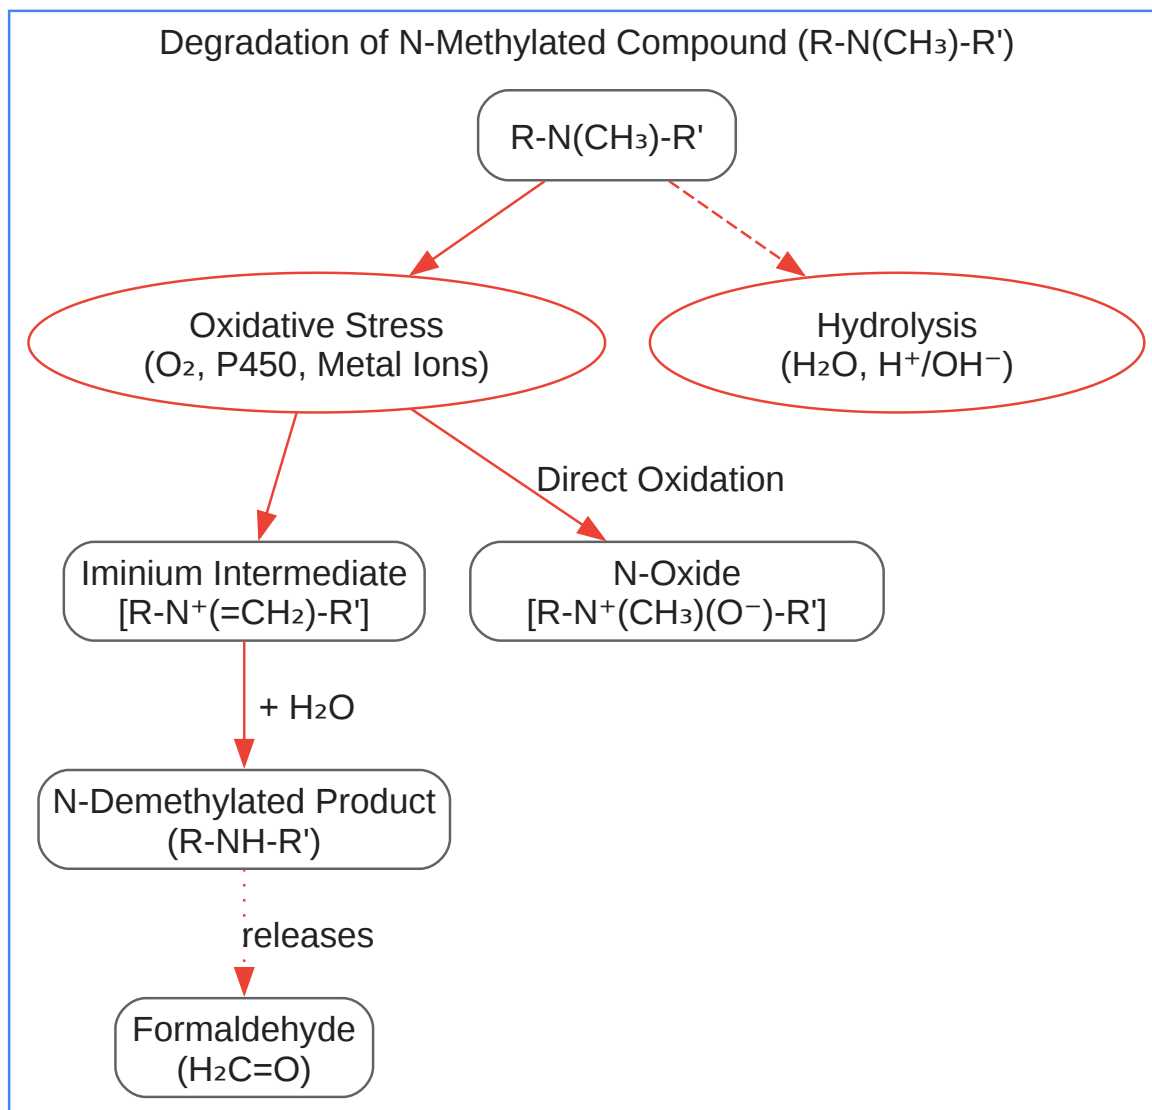 Degradation of N-Methylated Compound (R-N(CH₃)-R')
R-N(CH₃)-R'
Oxidative Stress
(O₂, P450, Metal Ions)
Hydrolysis
(H₂O, H⁺/OH⁻)
Direct Oxidation
Iminium Intermediate
[R-N⁺(=CH₂)-R']
N-Oxide
[R-N⁺(CH₃)(O⁻)-R']
+ H₂O
N-Demethylated Product
(R-NH-R')
releases
Formaldehyde
(H₂C=O)